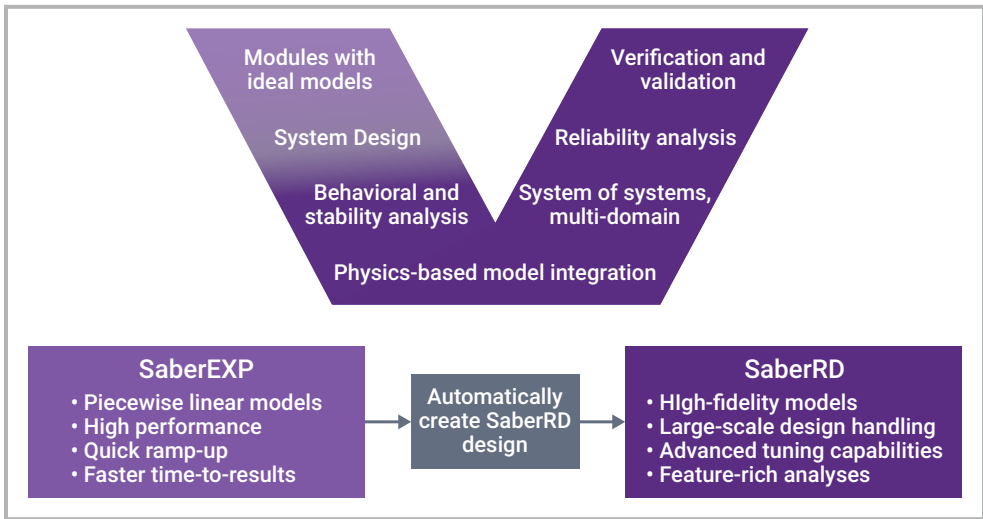 Modules with
ideal models
System Design
Behavioral and
stability analysis
Physics-based model integration
System of systems,
multi-domain
Reliability analysis
Verification and
validation
SaberEXP
• Piecewise linear models
• High performance
• Quick ramp-up
• Faster time-to-results
Automatically
create SaberRD
design
SaberRD
• HIgh-fidelity models
• Large-scale design handling
• Advanced tuning capabilities
• Feature-rich analyses